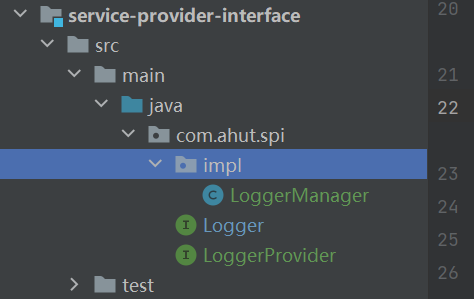 service-provider-interface
src
main
java
com.ahut.spi
impl
LoggerManager
Logger
LoggerProvider
test
20
21
22
23
24
25
26